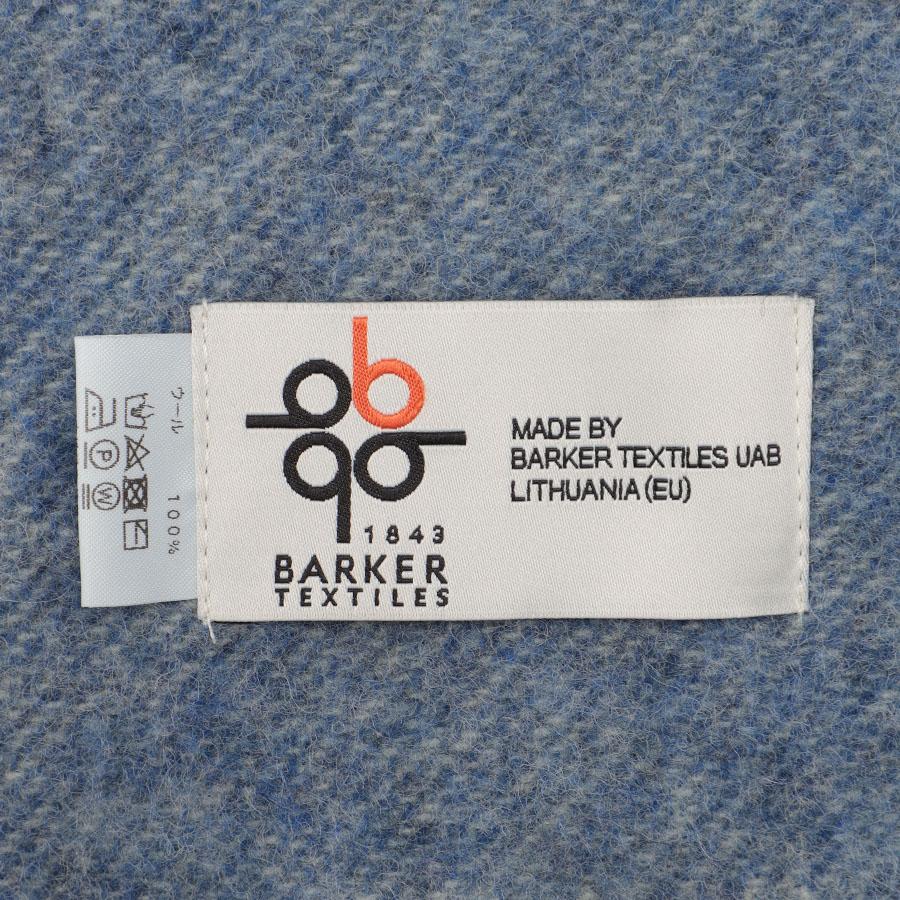 ウール 100%
P
W
1843
BARKER
TEXTILES
MADE BY
BARKER TEXTILES UAB
LITHUANIA (EU)